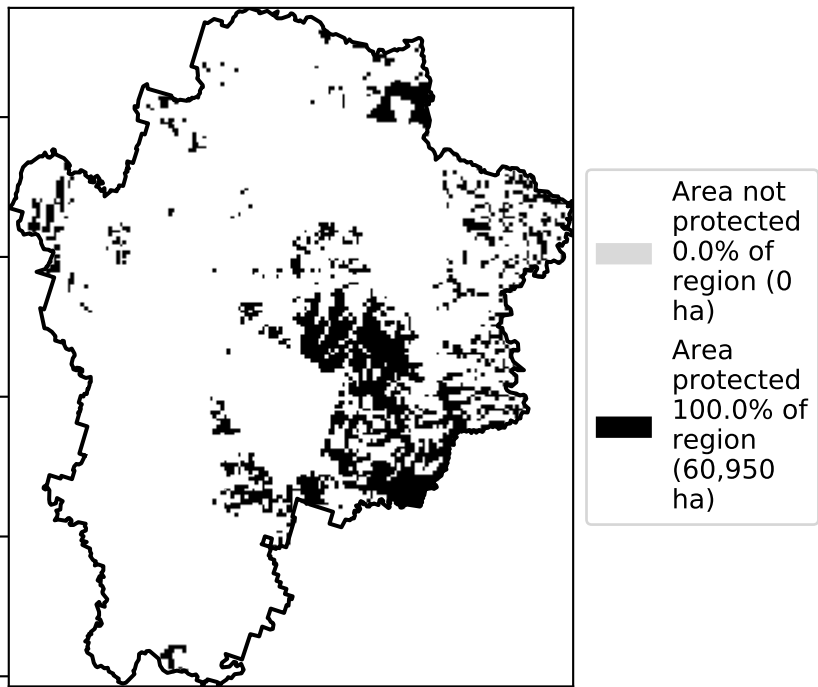 Area not
protected
0.0% of
region (0
ha)
Area
protected
100.0% of
region
(60,950
ha)